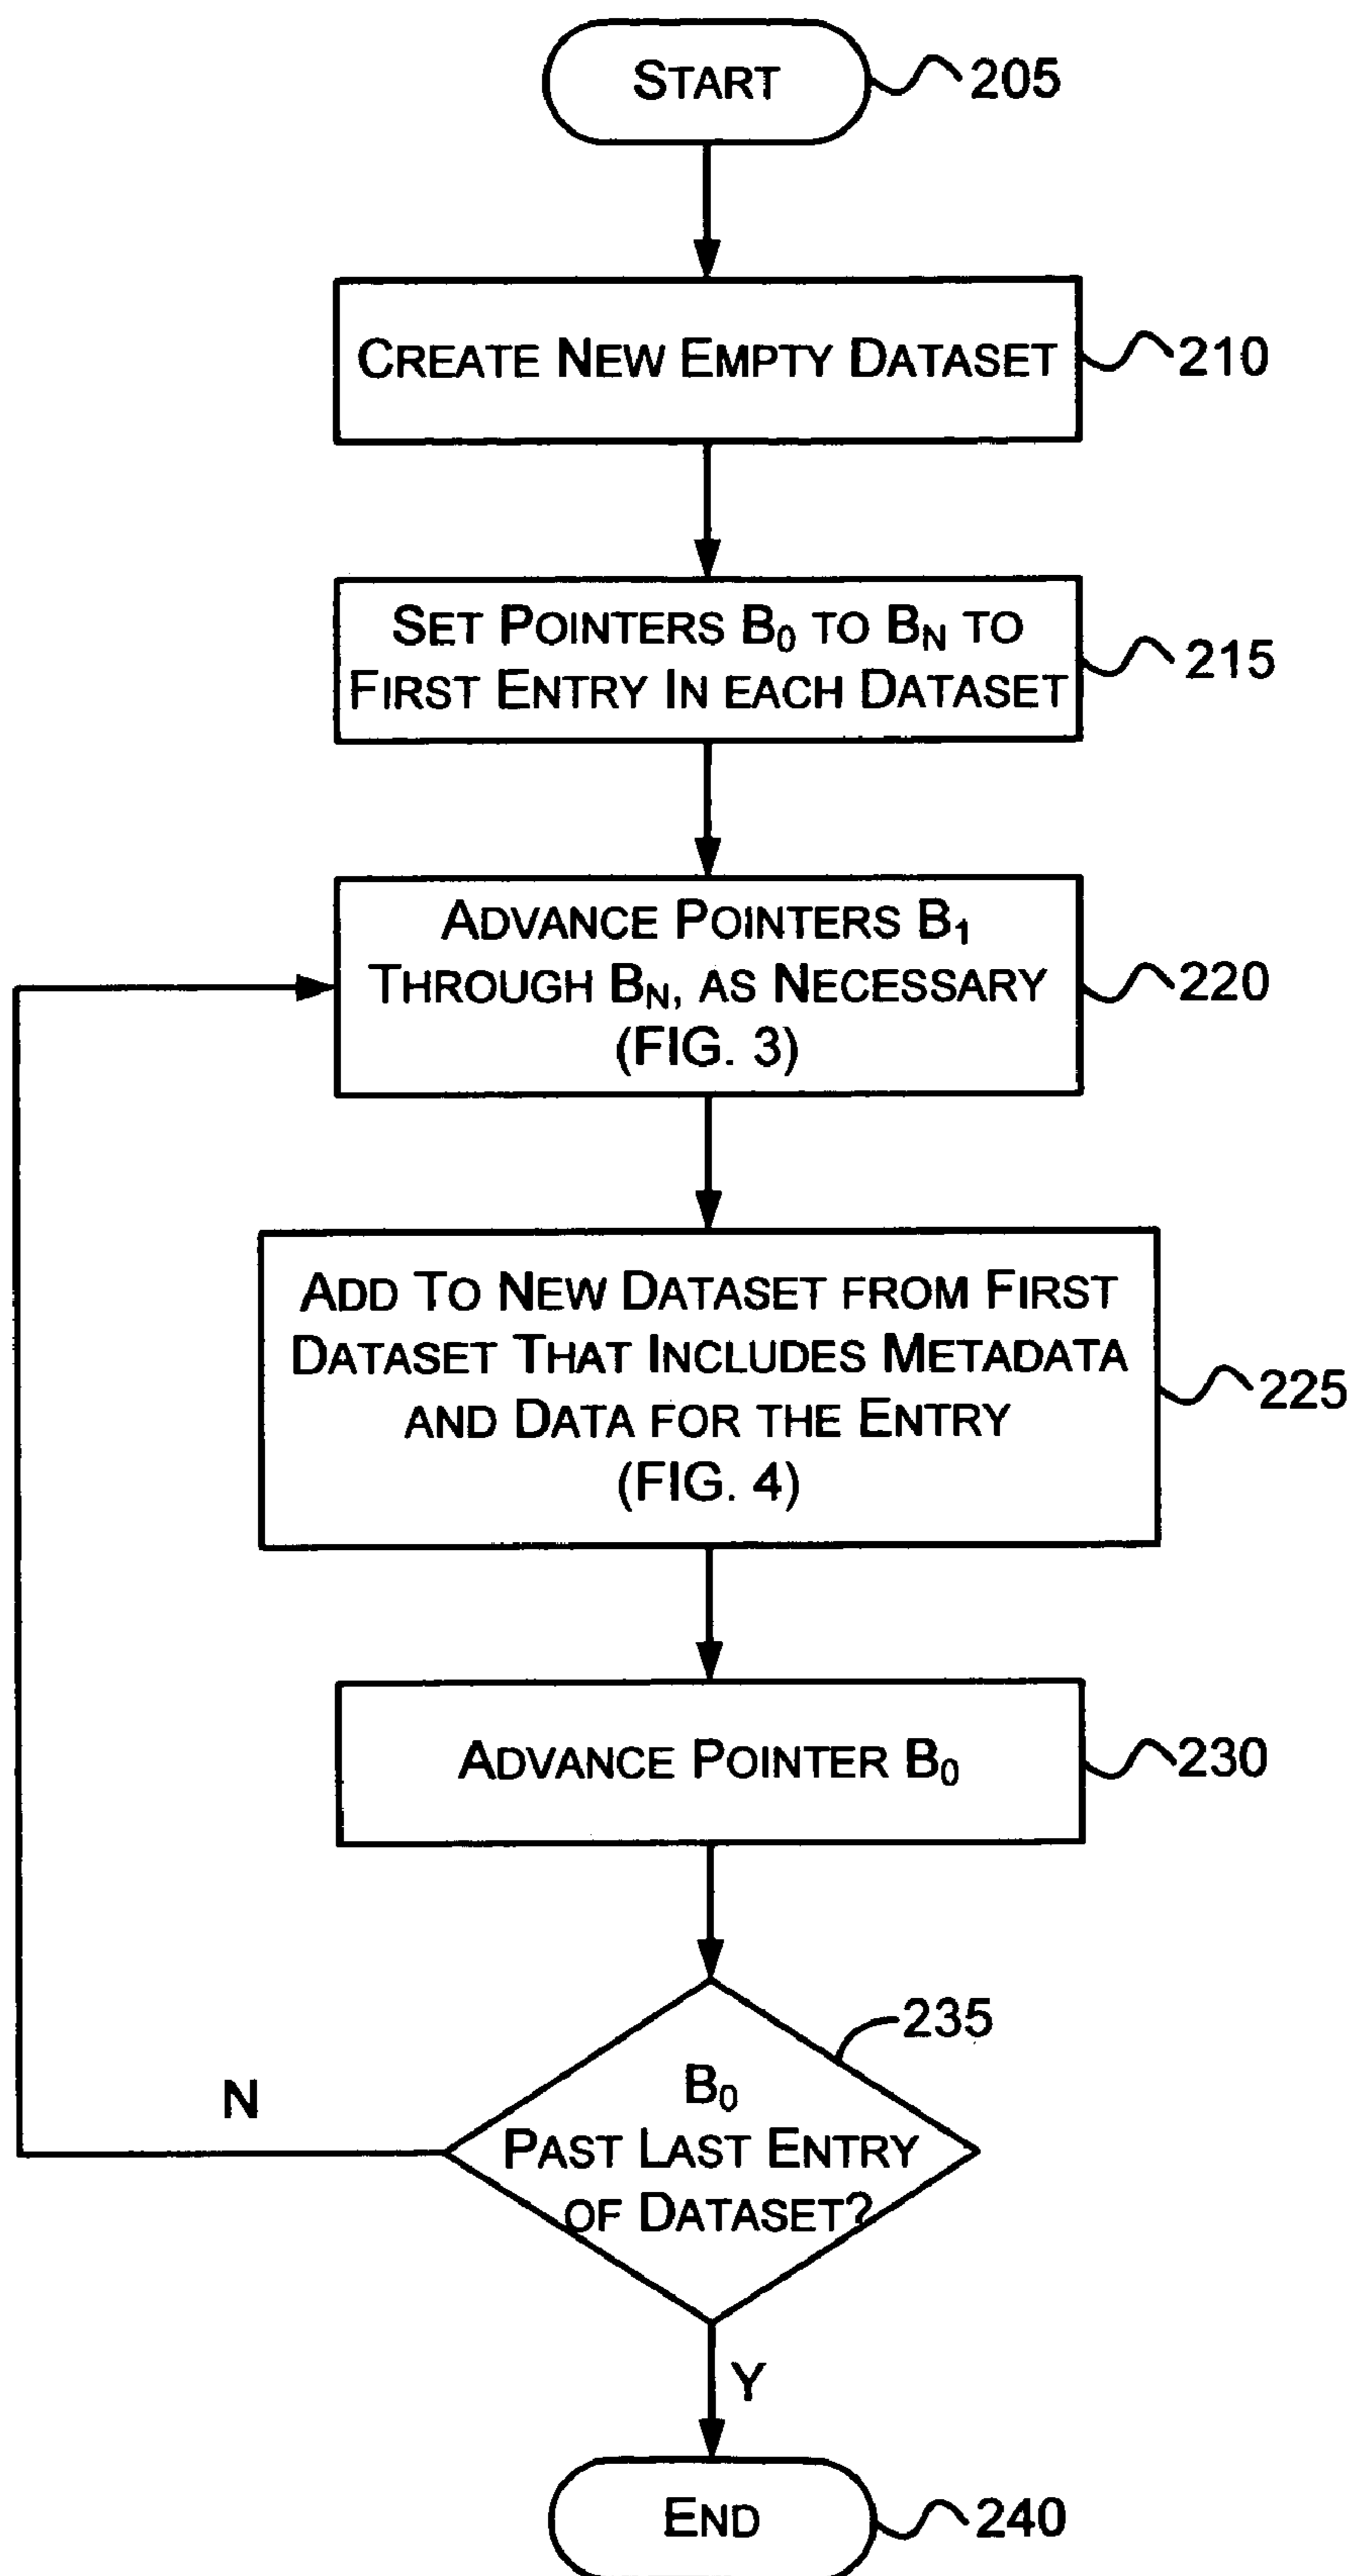 START
205
CREATE NEW EMPTY DATASET
210
SET POINTERS B₀ TO B_N TO
FIRST ENTRY IN EACH DATASET
215
ADVANCE POINTERS B₁
THROUGH B_N, AS NECESSARY
(FIG. 3)
220
ADD TO NEW DATASET FROM FIRST
DATASET THAT INCLUDES METADATA
AND DATA FOR THE ENTRY
(FIG. 4)
225
ADVANCE POINTER B₀
230
235
B₀
PAST LAST ENTRY
OF DATASET?
N
Y
END
240